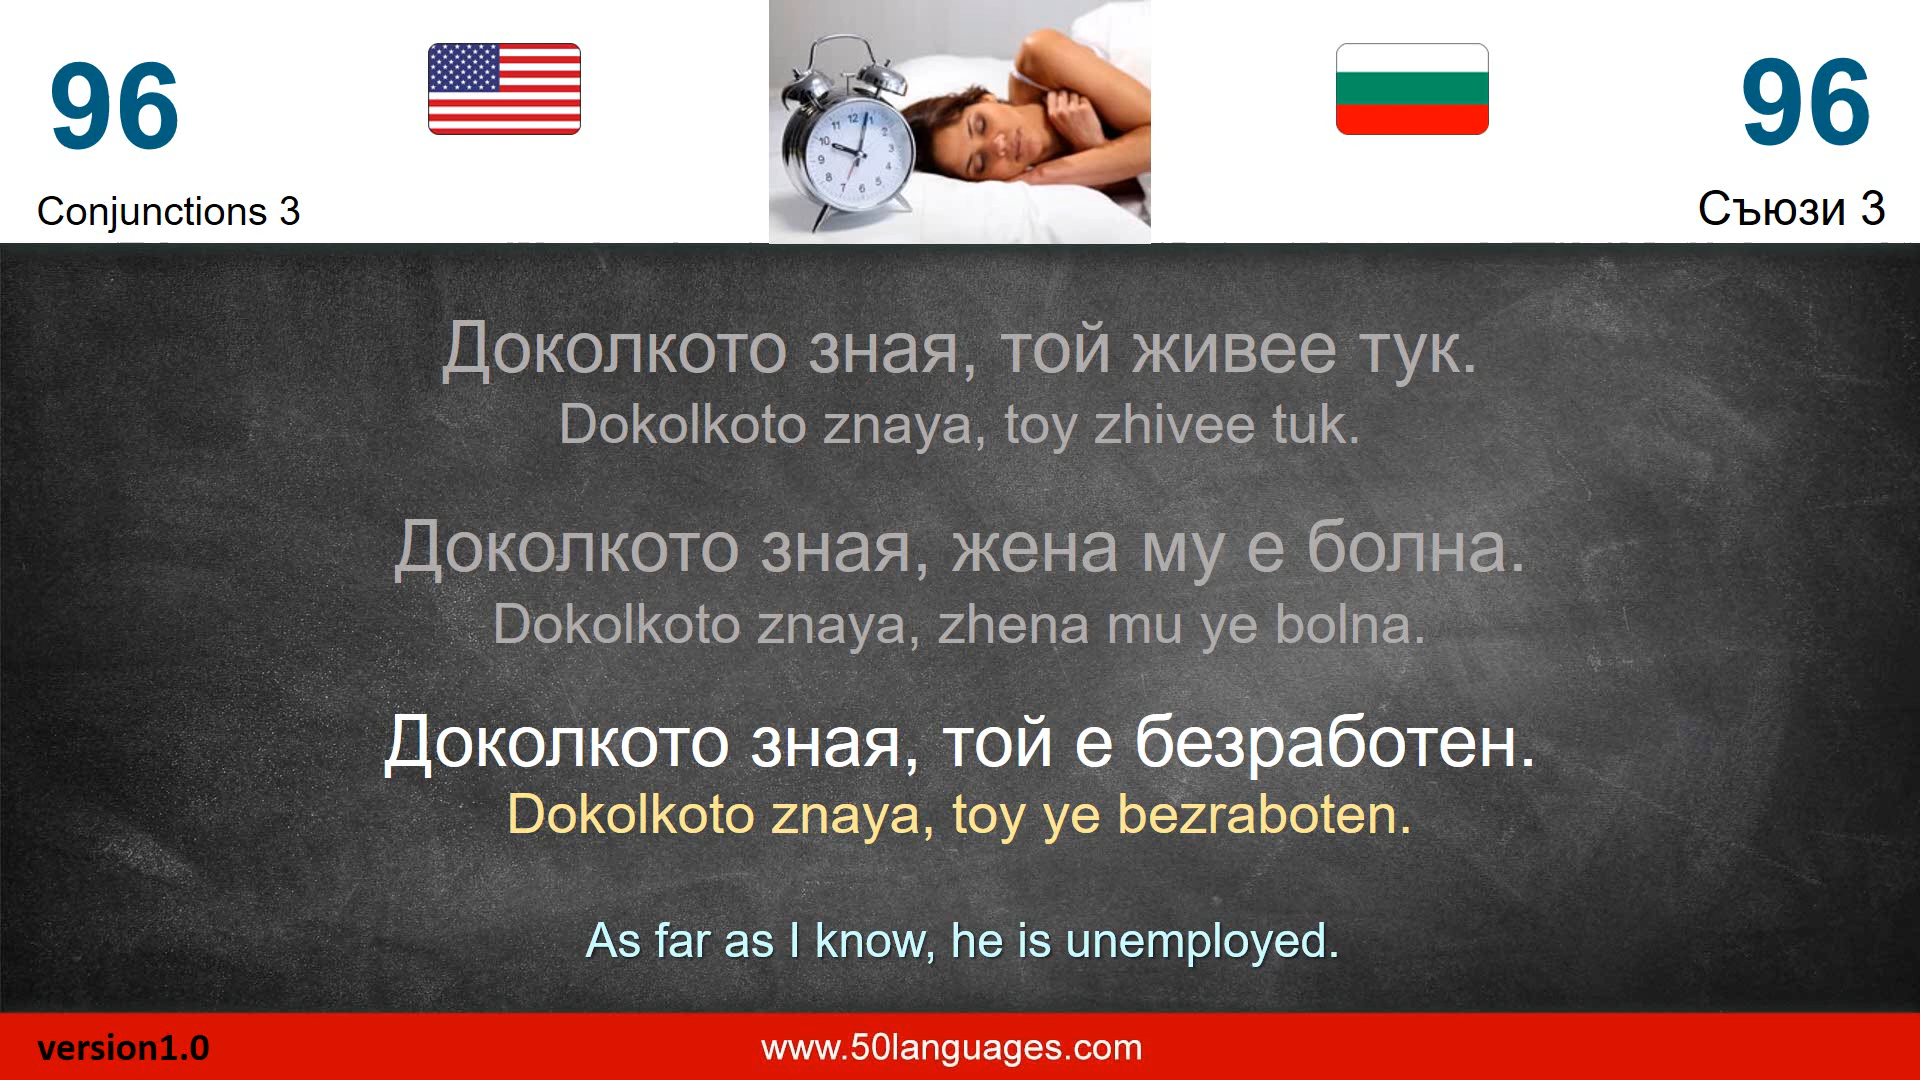 96
96
Conjunctions 3
Съюзи 3
Доколкото зная, той живее тук.
Dokolkoto znaya, toy zhivee tuk.
Доколкото зная, жена му е болна.
Dokolkoto znaya, zhena mu ye bolna.
Доколкото зная, той е безработен.
Dokolkoto znaya, toy ye bezraboten.
As far as I know, he is unemployed.
version1.0
www.50languages.com